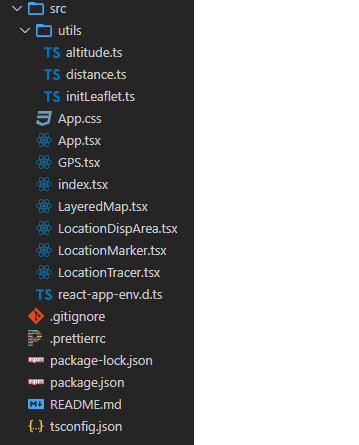 src
utils
TS altitude.ts
TS distance.ts
TS initLeaflet.ts
App.css
App.tsx
GPS.tsx
index.tsx
LayeredMap.tsx
LocationDispArea.tsx
LocationMarker.tsx
LocationTracer.tsx
TS react-app-env.d.ts
.gitignore
.prettierrc
package-lock.json
package.json
README.md
{..} tsconfig.json